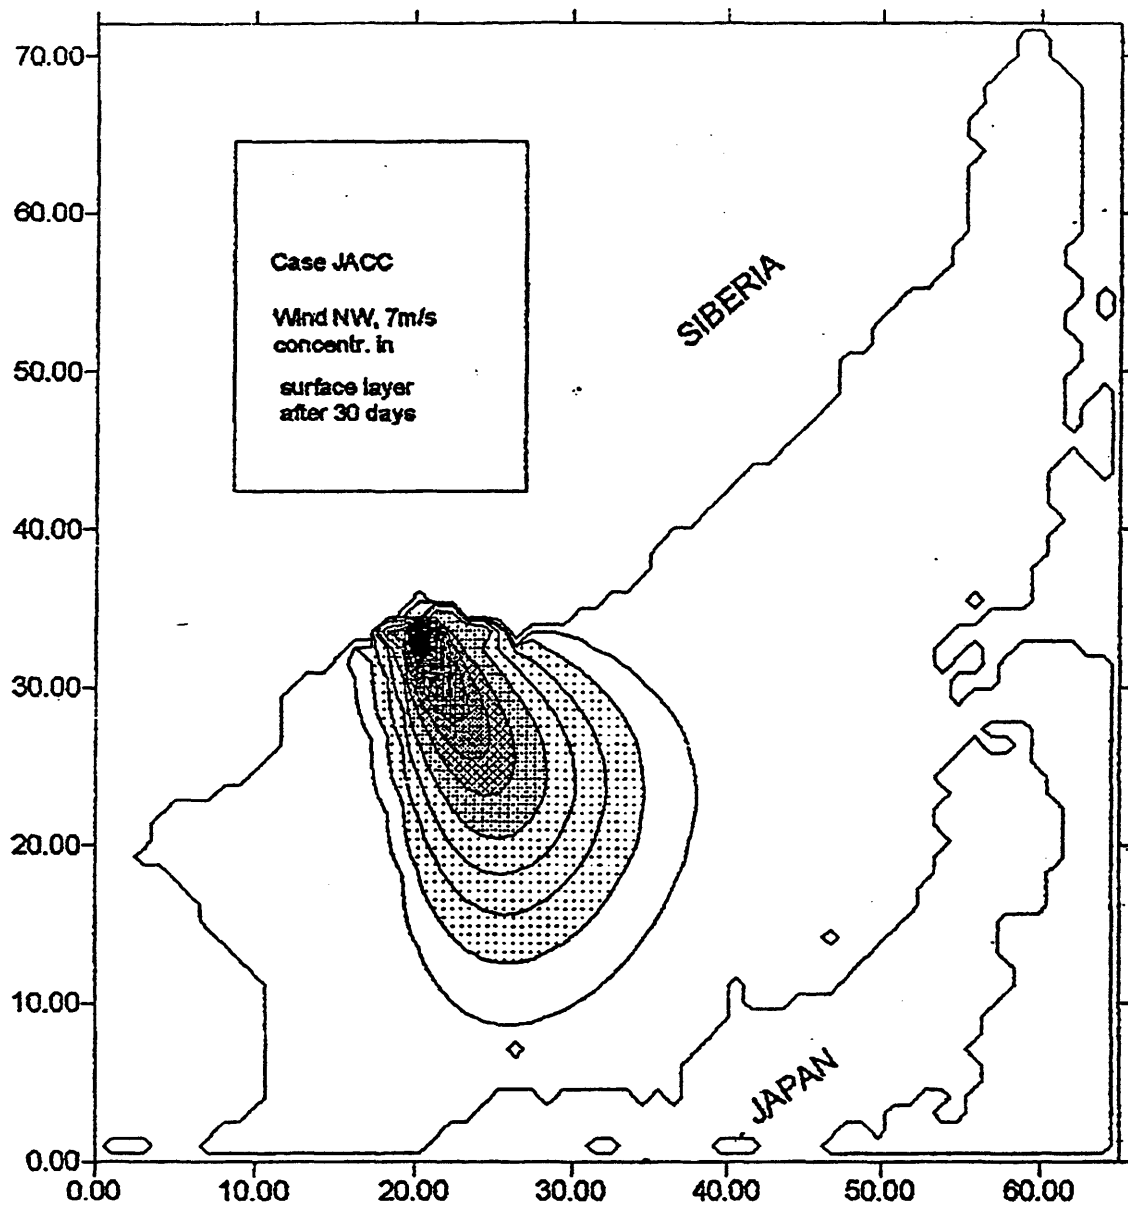 70.00
60.00
50.00
40.00
30.00
20.00
10.00
0.00
Case JACC
Wind NW, 7m/s
concentr. in
surface layer
after 30 days
SIBERIA
JAPAN
0.00 10.00 20.00 30.00 40.00 50.00 60.00